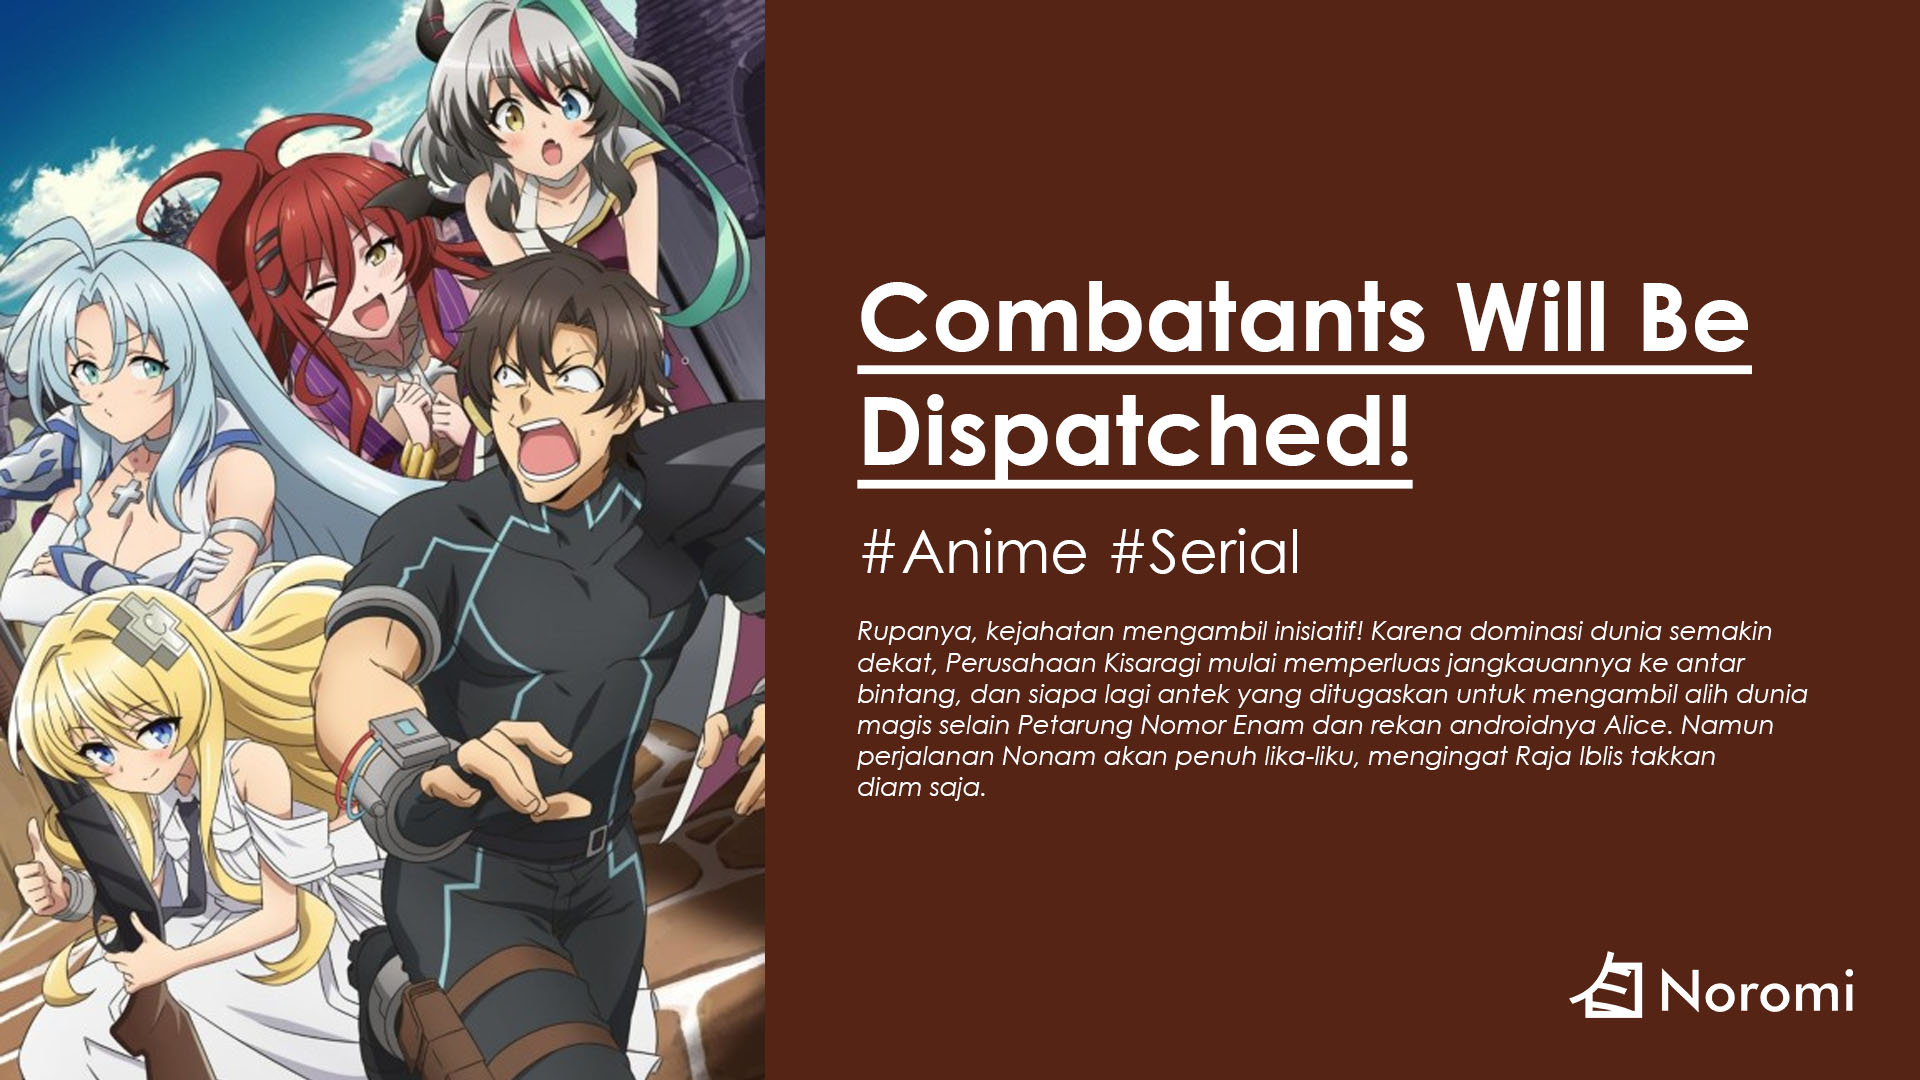 Combatants Will Be
Dispatched!
#Anime #Serial
Rupanya, kejahatan mengambil inisiatif! Karena dominasi dunia semakin
dekat, Perusahaan Kisaragi mulai memperluas jangkauannya ke antar
bintang, dan siapa lagi antek yang ditugaskan untuk mengambil alih dunia
magis selain Petarung Nomor Enam dan rekan androidnya Alice. Namun
perjalanan Nonam akan penuh lika-liku, mengingat Raja Iblis takkan
diam saja.
Noromi